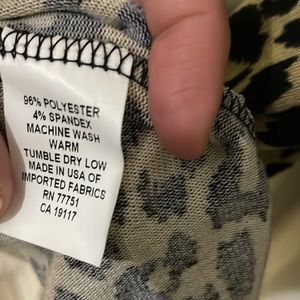 96% POLYESTER
4% SPANDEX
MACHINE WASH
WARM
TUMBLE DRY LOW
MADE IN USA OF
IMPORTED FABRICS
RN 77751
CA 19117